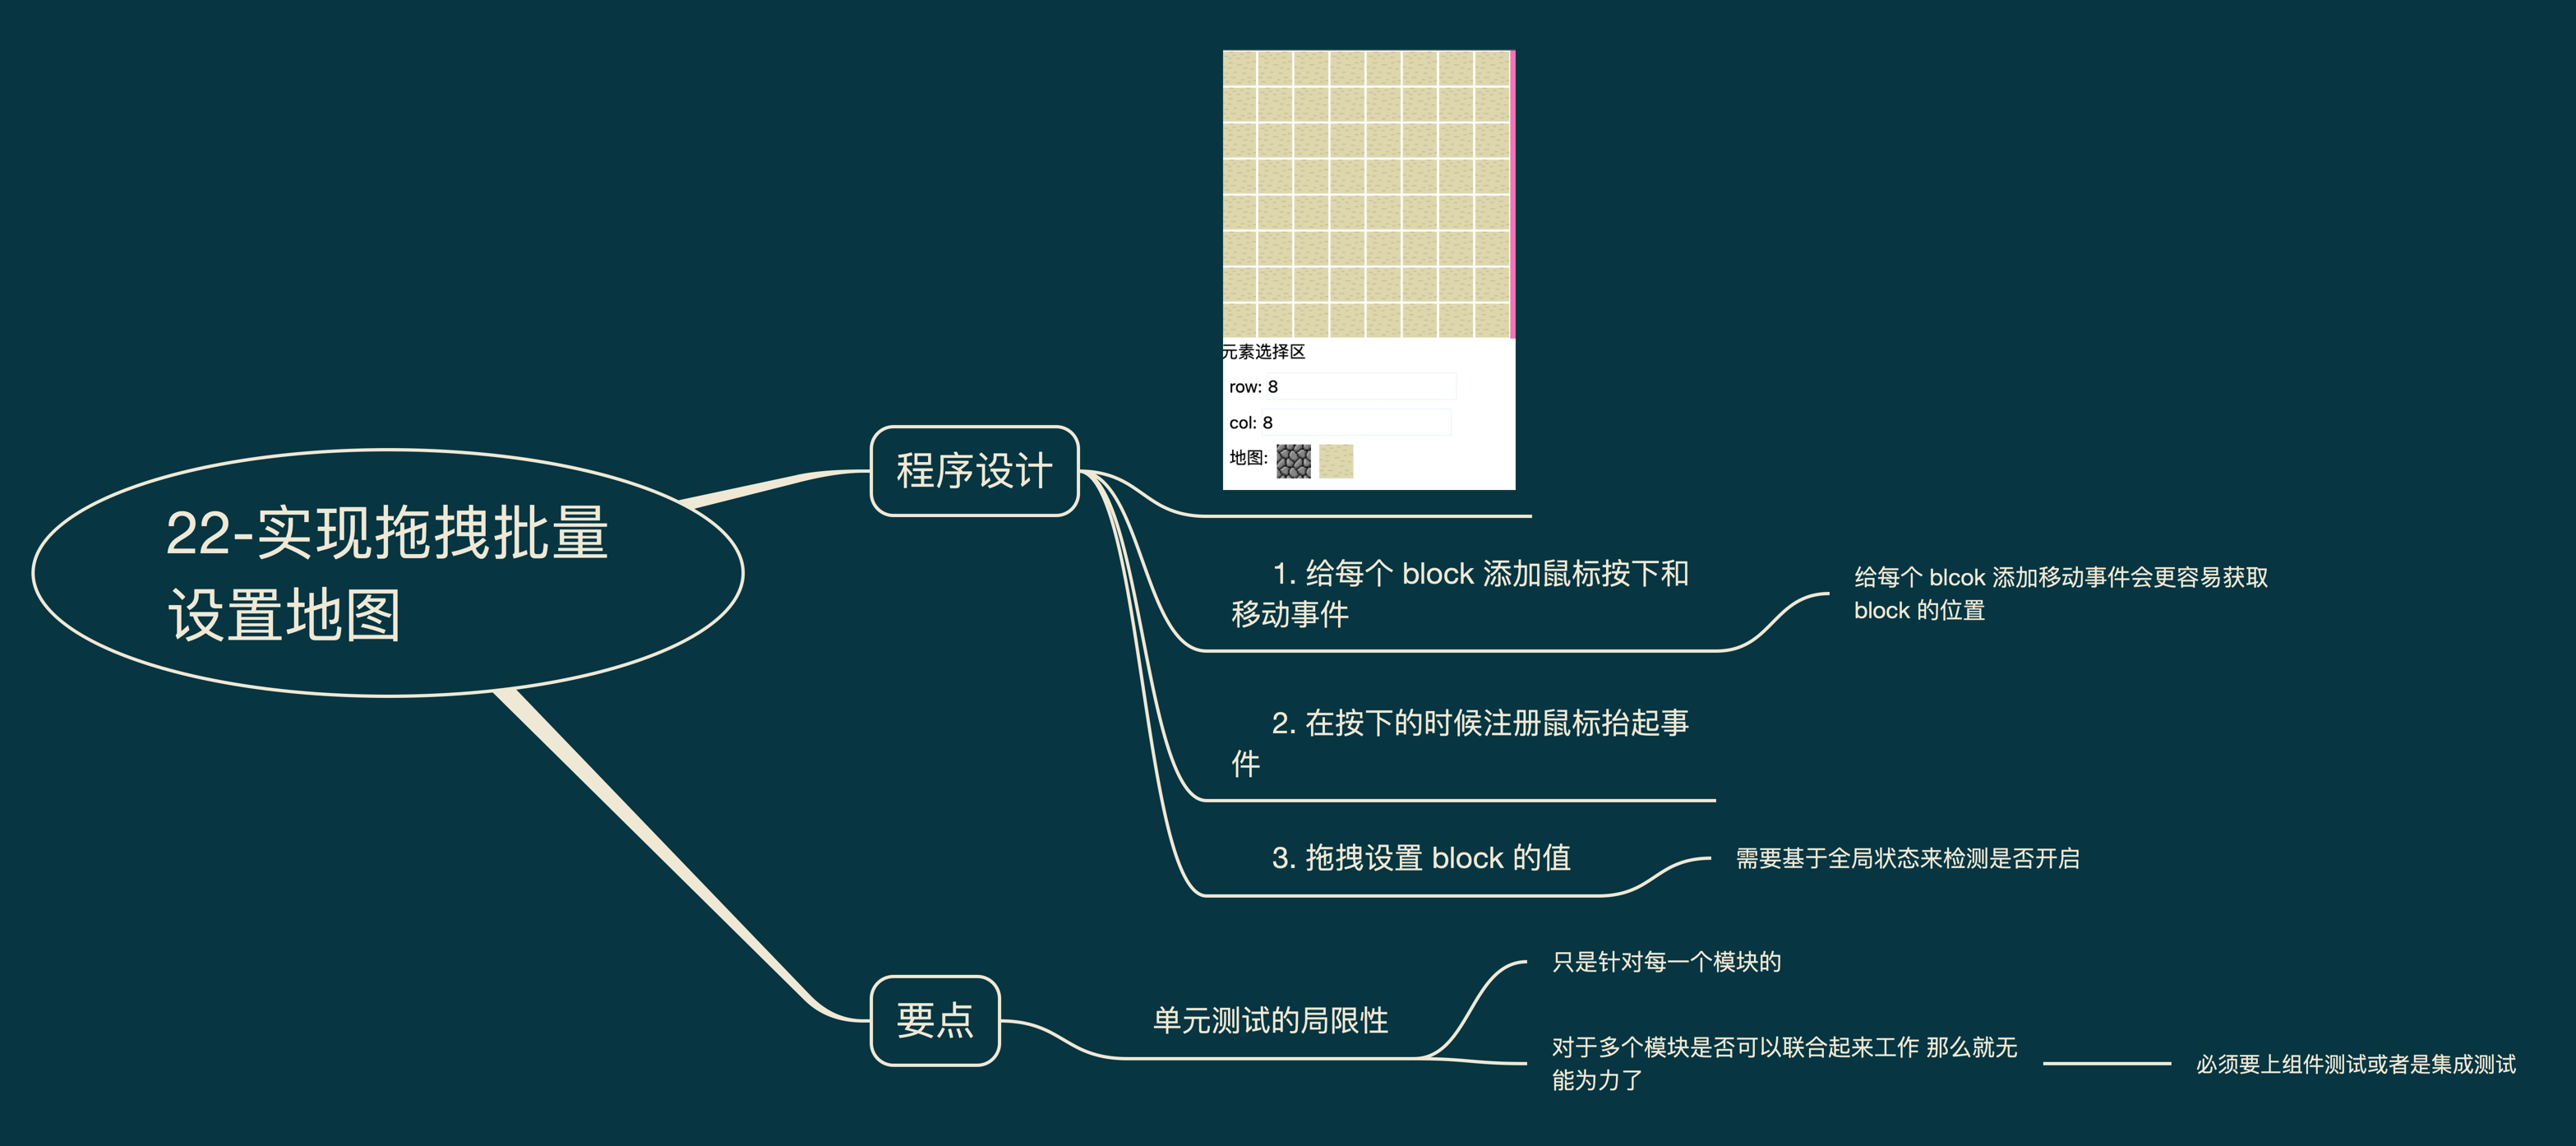 22-实现拖拽批量
设置地图
程序设计
元素选择区
row: 8
col: 8
地图:
1. 给每个 block 添加鼠标按下和
移动事件
给每个 blcok 添加移动事件会更容易获取
block 的位置
2. 在按下的时候注册鼠标抬起事
件
3. 拖拽设置 block 的值
需要基于全局状态来检测是否开启
要点
单元测试的局限性
只是针对每一个模块的
对于多个模块是否可以联合起来工作 那么就无
能为力了
必须要上组件测试或者是集成测试